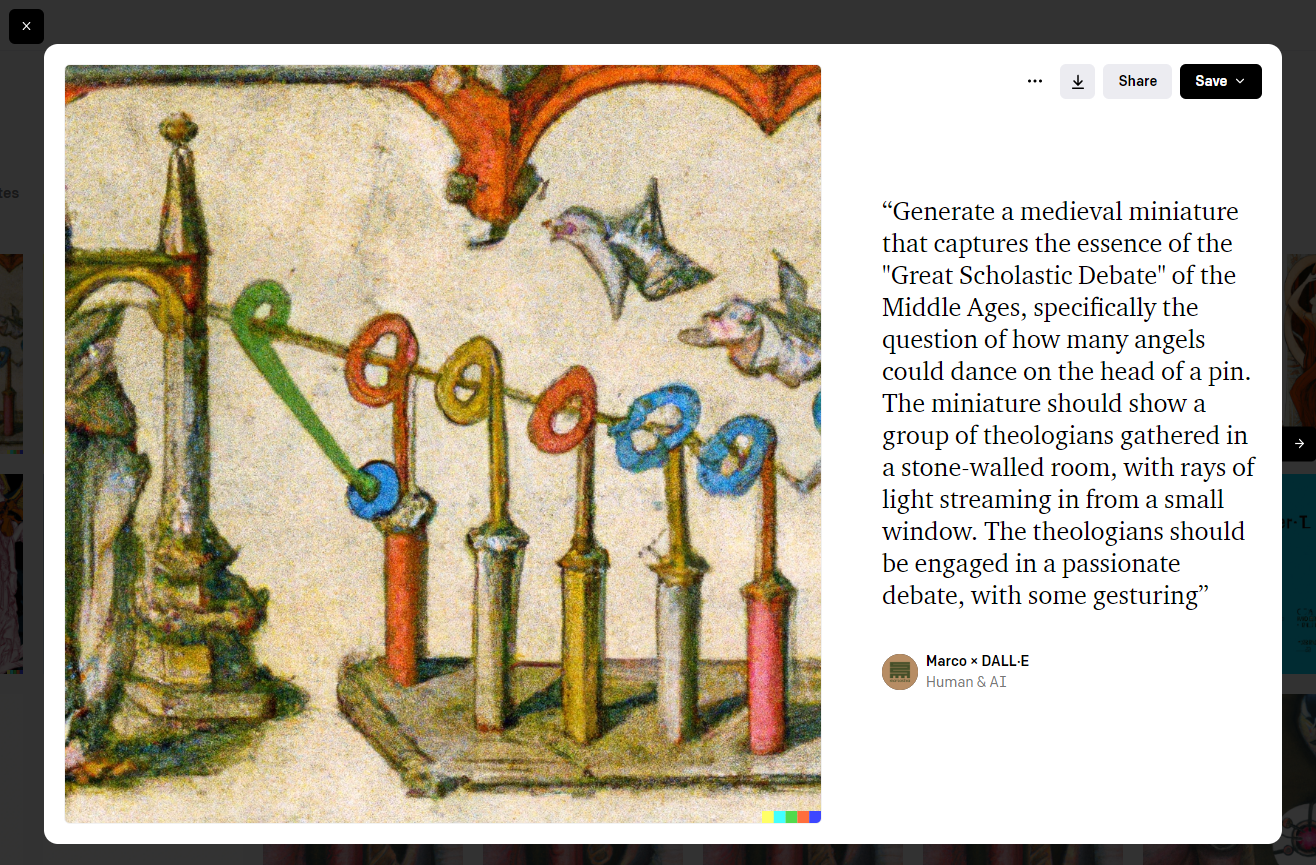 Share
Save
tes
“Generate a medieval miniature
that captures the essence of the
"Great Scholastic Debate" of the
Middle Ages, specifically the
question of how many angels
could dance on the head of a pin.
The miniature should show a
group of theologians gathered in
a stone-walled room, with rays of
light streaming in from a small
window. The theologians should
be engaged in a passionate
debate, with some gesturing”
Marco × DALL·E
Human & AI
er·T